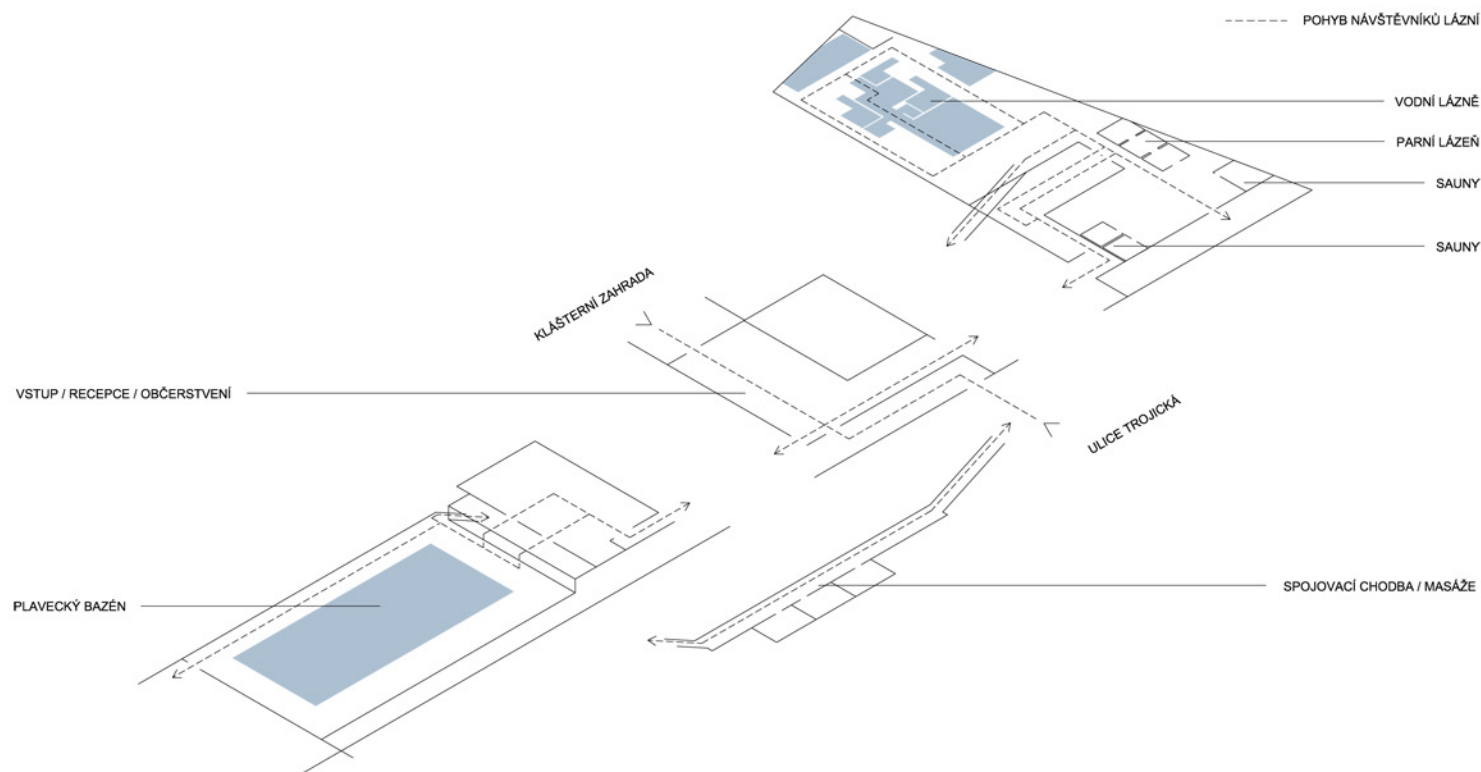 POHYB NÁVŠTĚVNÍKŮ LÁZNÍ
VODNÍ LÁZNĚ
PARNÍ LÁZEŇ
SAUNY
SAUNY
KLÁŠTERNÍ ZAHRADA
VSTUP / RECEPCE / OBČERSTVENÍ
ULICE TROJICKÁ
SPOJOVACÍ CHODBA / MASÁŽE
PLAVECKÝ BAZÉN